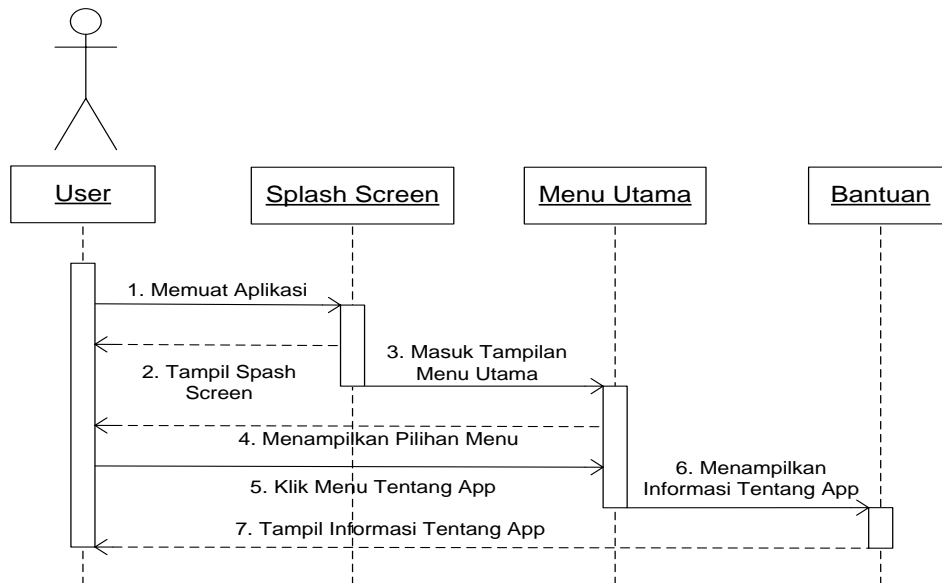 User
Splash Screen
Menu Utama
Bantuan
1. Memuat Aplikasi
2. Tampil Spash
Screen
3. Masuk Tampilan
Menu Utama
4. Menampilkan Pilihan Menu
5. Klik Menu Tentang App
6. Menampilkan
Informasi Tentang App
7. Tampil Informasi Tentang App